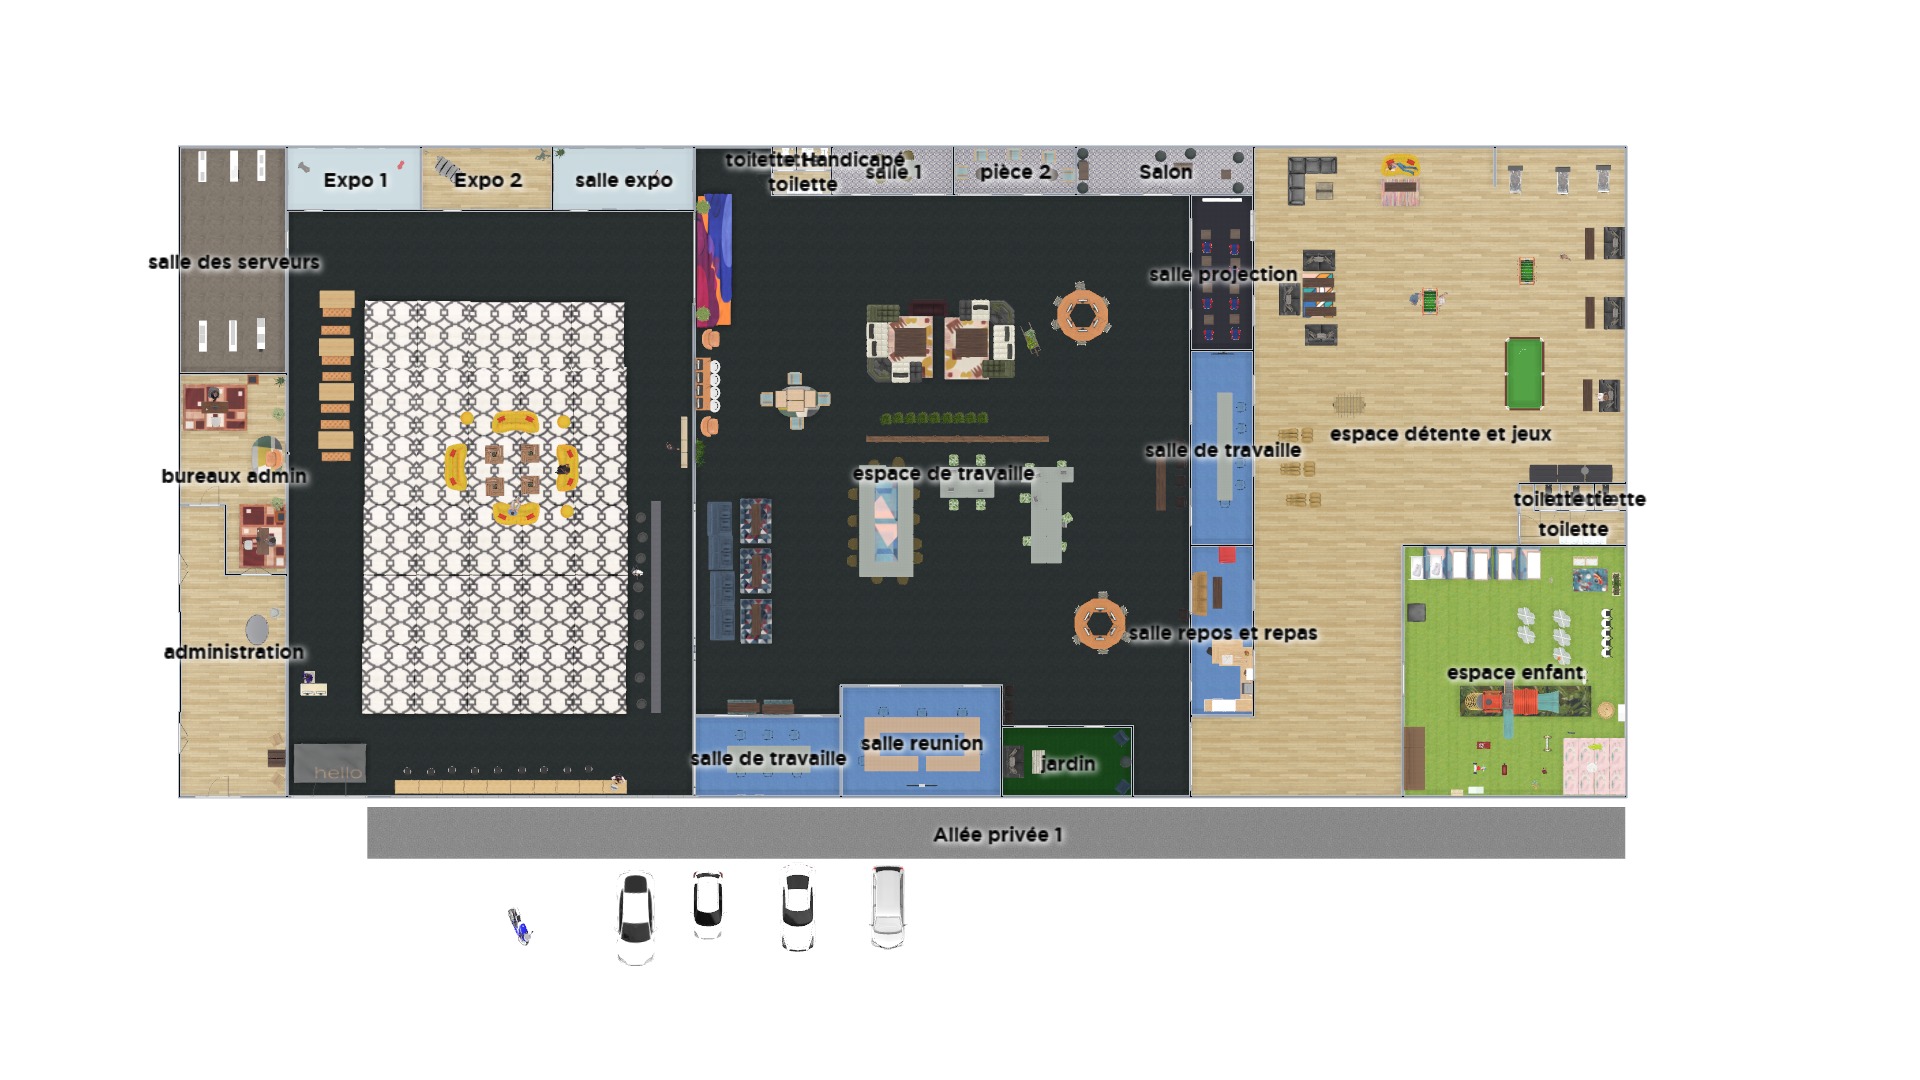 toilette Handicapé
toilette
salle 1
pièce 2
Salon
Expo 1
Expo 2
salle expo
salle des serveurs
salle projection
espace détente et jeux
salle de travaille
espace de travaille
bureaux admin
toilette
toilette
salle repos et repas
administration
espace enfant
salle reunion
salle de travaille
jardin
hello
Allée privée 1